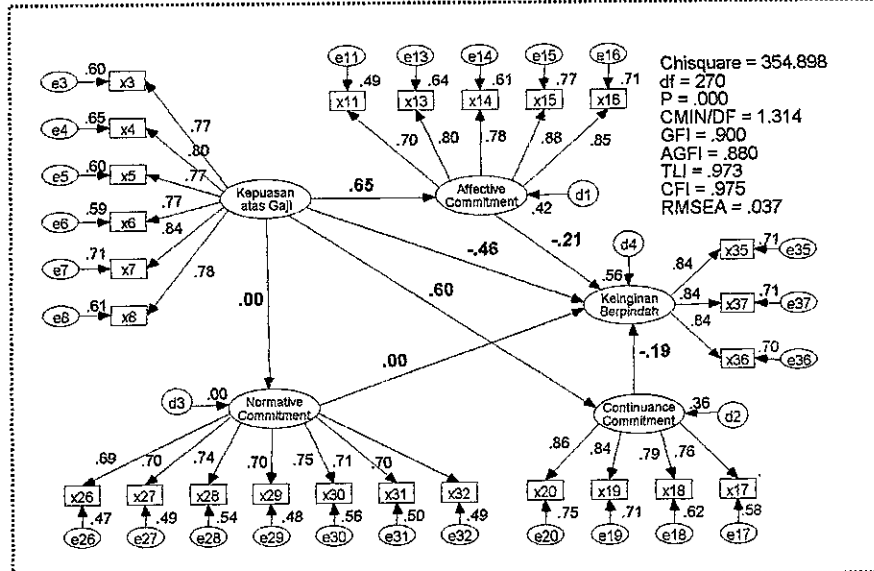 e11
e13
e14
e15
e16
.49
.64
.61
.77
.71
x11
x13
x14
x15
x16
.70
.80
.78
.88
.85
Chisquare = 354.898
df = 270
P = .000
CMIN/DF = 1.314
GFI = .900
AGFI = .880
TLI = .973
CFI = .975
RMSEA = .037
e3
.60
x3
.77
e4
.65
x4
.80
e5
.60
x5
.77
e6
.59
x6
.77
e7
.71
x7
.84
e8
.61
x8
.78
Kepuasan
atas Gaji
.65
Affective
Commitment
.42
d1
-.46
-.21
d4
.56
Keinginan
Berpindah
.84
x35
.71
e35
.84
x37
.71
e37
.84
x36
.70
e36
.00
.60
.00
-.19
d3
.00
Normative
Commitment
Continuance
Commitment
.36
d2
.69
.70
.74
.70
.75
.71
.70
x26
x27
x28
x29
x30
x31
x32
.47
.49
.54
.48
.56
.50
.49
e26
e27
e28
e29
e30
e31
e32
.86
.84
.79
.76
x20
x19
x18
x17
.75
.71
.62
.58
e20
e19
e18
e17